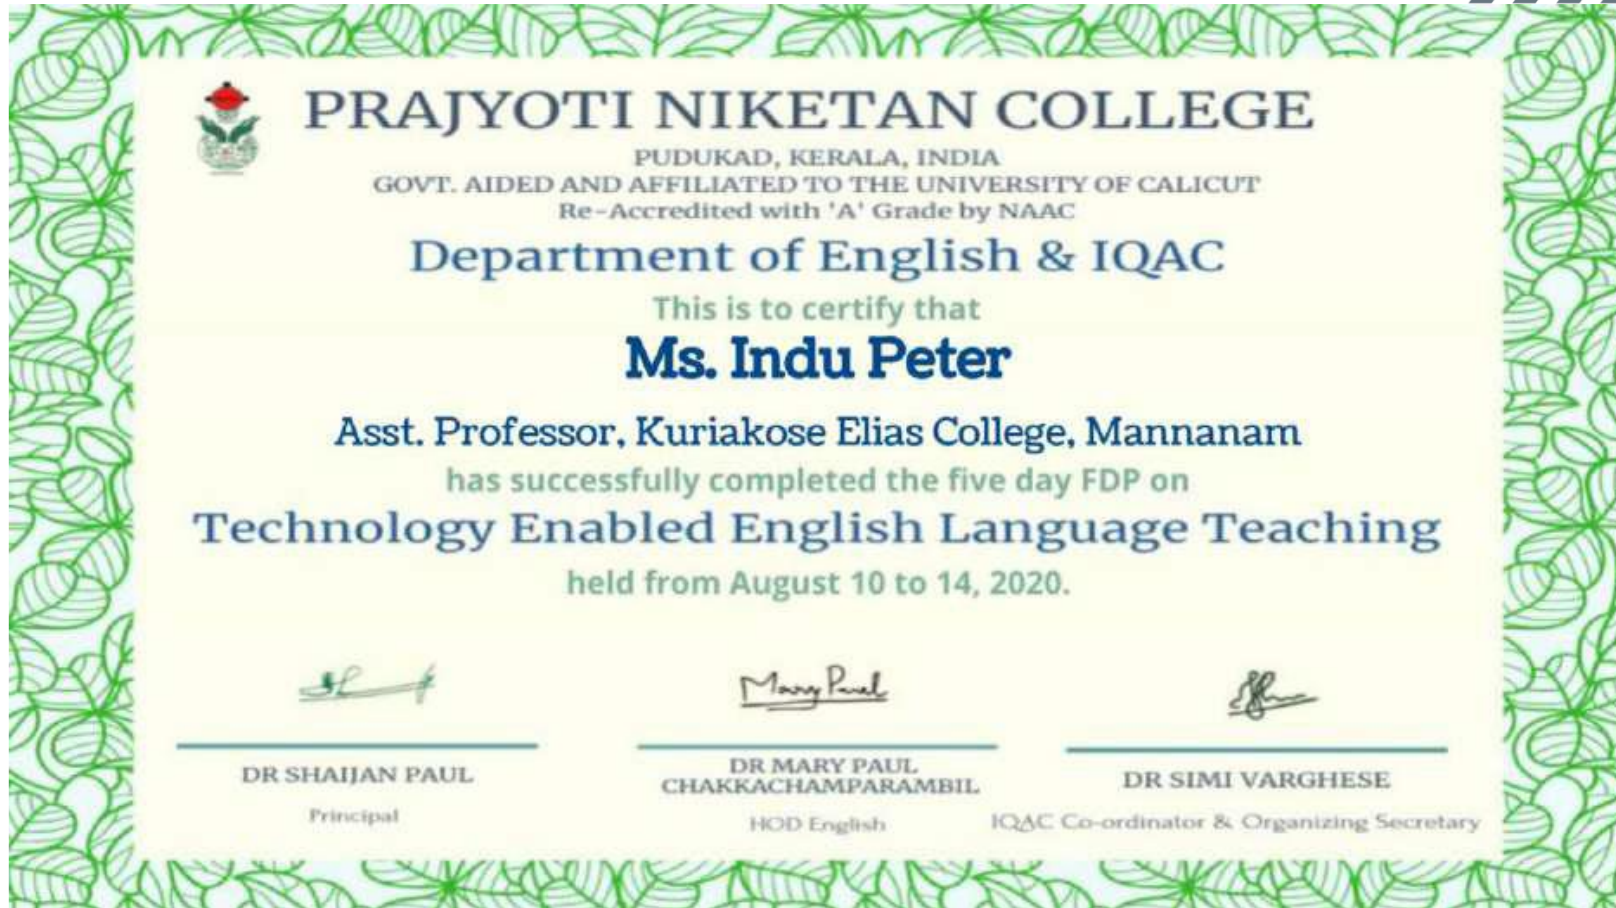 PRAJYOTI NIKETAN COLLEGE
PUDUKAD, KERALA, INDIA
GOVT. AIDED AND AFFILIATED TO THE UNIVERSITY OF CALICUT
Re-Accredited with 'A' Grade by NAAC
Department of English & IQAC
This is to certify that
Ms. Indu Peter
Asst. Professor, Kuriakose Elias College, Mannanam
has successfully completed the five day FDP on
Technology Enabled English Language Teaching
held from August 10 to 14, 2020.
Mary Paul
DR SHAIJAN PAUL
Principal
DR MARY PAUL
CHAKKACHAMPARAMBIL
HOD English
DR SIMI VARGHESE
IQAC Co-ordinator & Organizing Secretary